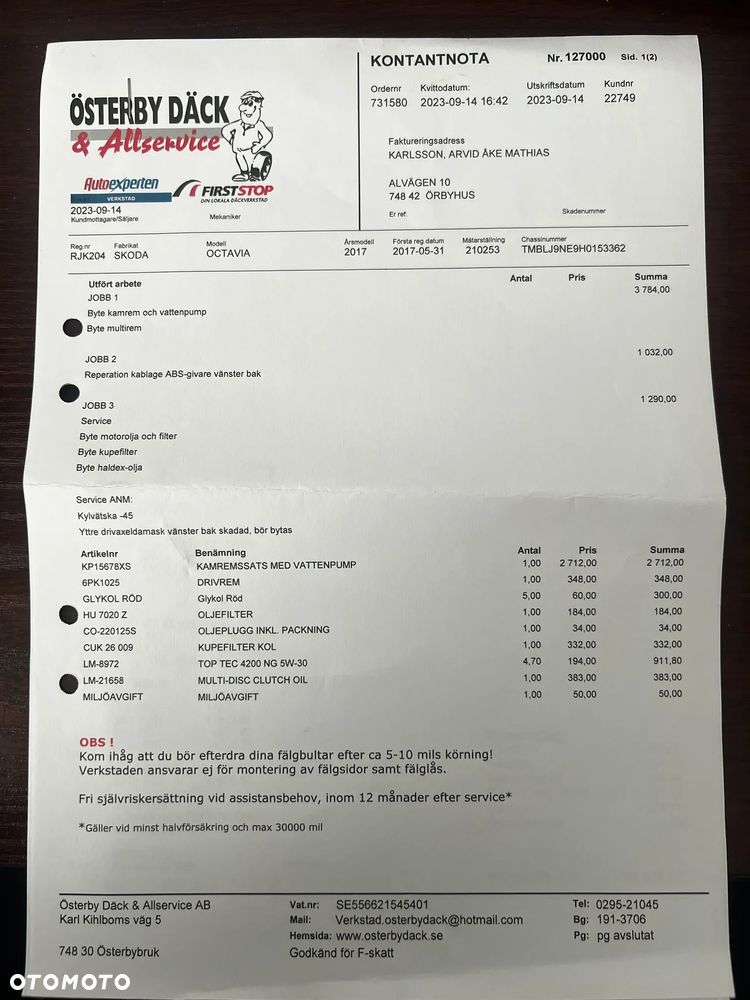 ÖSTERBY DÄCK
& Allservice
Autoexperten
VERKSTAD
FIRSTSTOP
DIN LOKALA DÄCKVERKSTAD
2023-09-14
Kundmottagare/Säljare Mekaniker
KONTANTNOTA Nr. 127000 Sid. 1(2)
Ordernr Kvittodatum: Utskriftsdatum Kundnr
731580 2023-09-14 16:42 2023-09-14 22749
Faktureringsadress
KARLSSON, ARVID ÅKE MATHIAS
ALVÄGEN 10
748 42 ÖRBYHUS
Er ref: Skadenummer
Reg.nr Fabrikat Modell Årsmodell Första reg.datum Mätarställning Chassinummer
RJK204 SKODA OCTAVIA 2017 2017-05-31 210253 TMBLJ9NE9H0153362
Utfört arbete Antal Pris Summa
JOBB 1 3 784,00
Byte kamrem och vattenpump
Byte multirem
JOBB 2 1 032,00
Reperation kablage ABS-givare vänster bak
JOBB 3 1 290,00
Service
Byte motorolja och filter
Byte kupefilter
Byte haldex-olja
Service ANM:
Kylvätska -45
Yttre drivaxeldamask vänster bak skadad, bör bytas
Artikelnr Benämning Antal Pris Summa
KP15678XS KAMREMSSATS MED VATTENPUMP 1,00 2 712,00 2 712,00
6PK1025 DRIVREM 1,00 348,00 348,00
GLYKOL RÖD Glykol Röd 5,00 60,00 300,00
HU 7020 Z OLJEFILTER 1,00 184,00 184,00
CO-220125S OLJEPLUGG INKL. PACKNING 1,00 34,00 34,00
CUK 26 009 KUPEFILTER KOL 1,00 332,00 332,00
LM-8972 TOP TEC 4200 NG 5W-30 4,70 194,00 911,80
LM-21658 MULTI-DISC CLUTCH OIL 1,00 383,00 383,00
MILJÖAVGIFT MILJÖAVGIFT 1,00 50,00 50,00
OBS !
Kom ihåg att du bör efterdra dina fälgbultar efter ca 5-10 mils körning!
Verkstaden ansvarar ej för montering av fälgsidor samt fälglås.
Fri självriskersättning vid assistansbehov, inom 12 månader efter service*
*Gäller vid minst halvförsäkring och max 30000 mil
Österby Däck & Allservice AB Vat.nr: SE556621545401 Tel: 0295-21045
Karl Kihlboms väg 5 Mail: Verkstad.osterbydack@hotmail.com Bg: 191-3706
Hemsida: www.osterbydack.se Pg: pg avslutat
748 30 Österbybruk Godkänd för F-skatt
OTOMOTO